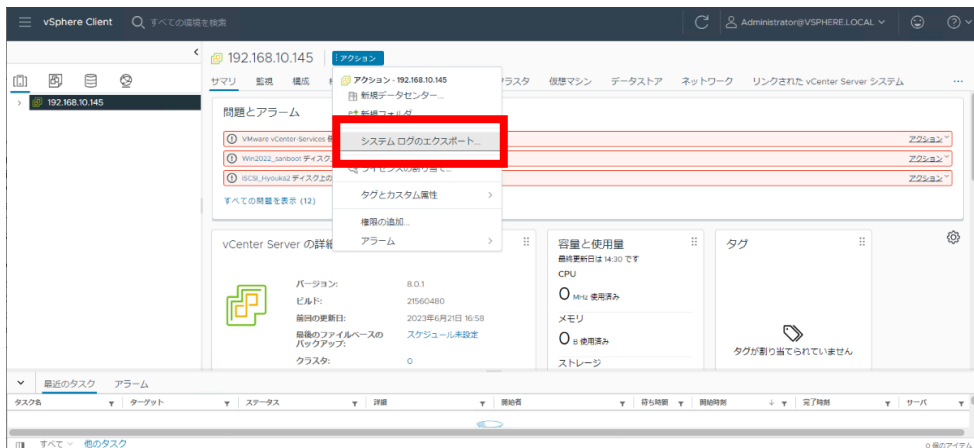 vSphere Client
すべての環境を検索
Administrator@VSPHERE.LOCAL
192.168.10.145
アクション
サマリ 監視 構成 クラスタ 仮想マシン データストア ネットワーク リンクされた vCenter Server システム
アクション - 192.168.10.145
新規データセンター...
新規フォルダ
システム ログのエクスポート...
ライセンスの割り当て...
タグとカスタム属性
権限の追加...
アラーム
192.168.10.145
問題とアラーム
VMware vCenter-Services アクション
Win2022_sanboot ディスク上 アクション
iSCSI_Hyouka2 ディスク上の アクション
すべての問題を表示 (12)
vCenter Server の詳細
バージョン: 8.0.1
ビルド: 21560480
前回の更新日: 2023年6月21日 16:58
最後のファイルベースの スケジュール未設定
バックアップ:
クラスタ: 0
容量と使用量
最終更新日は 14:30 です
CPU
0 MHz 使用済み
メモリ
0 B 使用済み
ストレージ
タグ
タグが割り当てられていません
最近のタスク アラーム
タスク名 ターゲット ステータス 詳細 開始者 待ち時間 開始時刻 完了時刻 サーバ
すべて 他のタスク
0 個のアイテム